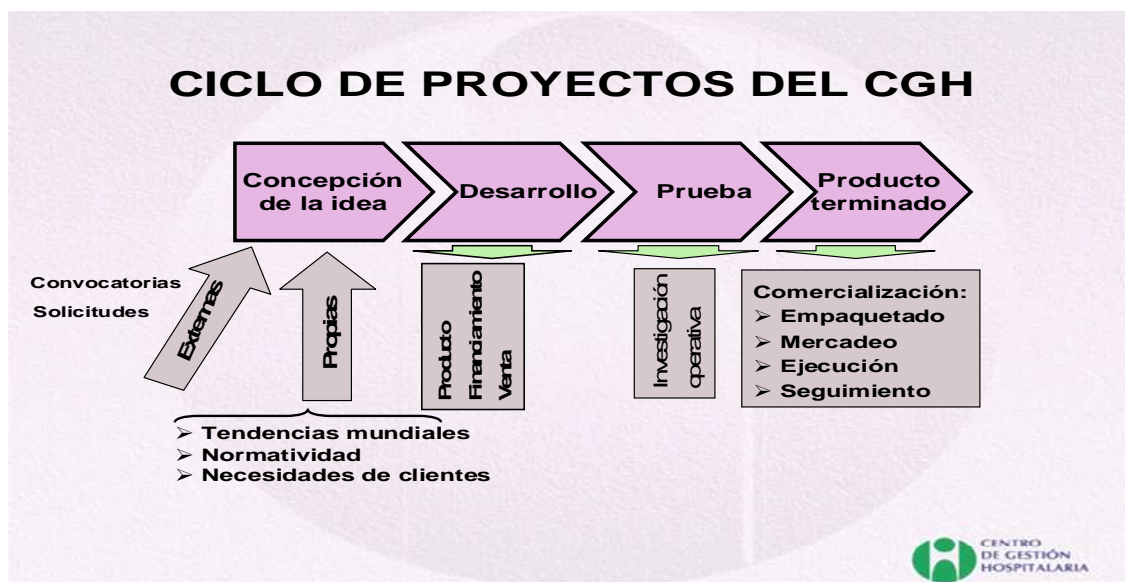 CICLO DE PROYECTOS DEL CGH
Concepción
de la idea
Desarrollo
Prueba
Producto
terminado
Convocatorias
Solicitudes
Externas
Propias
Producto
Financiamiento
Venta
Investigación
operativa
Comercialización:
➢ Empaquetado
➢ Mercadeo
➢ Ejecución
➢ Seguimiento
➢ Tendencias mundiales
➢ Normatividad
➢ Necesidades de clientes
CENTRO
DE GESTIÓN
HOSPITALARIA